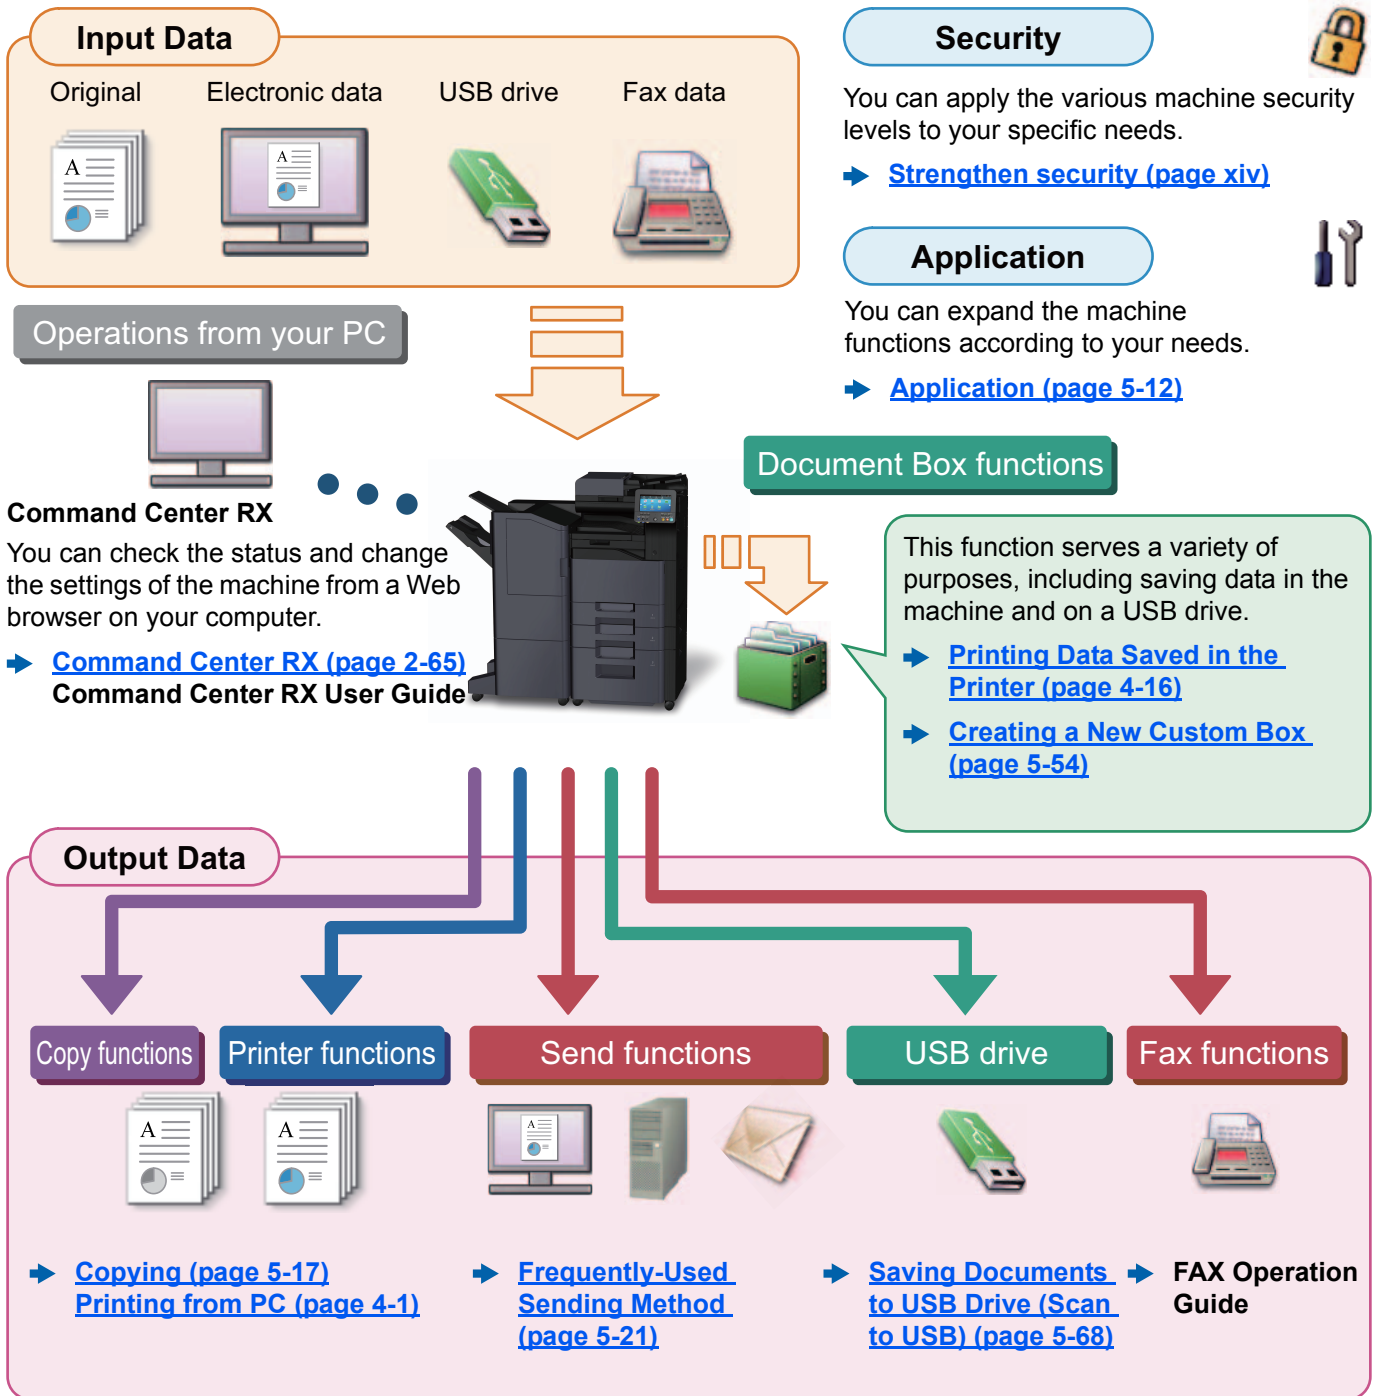 Input Data
Original
Electronic data
USB drive
Fax data
Security
You can apply the various machine security
levels to your specific needs.
Strengthen security (page xiv)
Application
You can expand the machine
functions according to your needs.
Application (page 5-12)
Operations from your PC
Command Center RX
You can check the status and change
the settings of the machine from a Web
browser on your computer.
Command Center RX (page 2-65)
Command Center RX User Guide
Document Box functions
This function serves a variety of
purposes, including saving data in the
machine and on a USB drive.
Printing Data Saved in the
Printer (page 4-16)
Creating a New Custom Box
(page 5-54)
Output Data
Copy functions
Printer functions
Send functions
USB drive
Fax functions
A
A
Copying (page 5-17)
Printing from PC (page 4-1)
Frequently-Used
Sending Method
(page 5-21)
Saving Documents
to USB Drive (Scan
to USB) (page 5-68)
FAX Operation
Guide